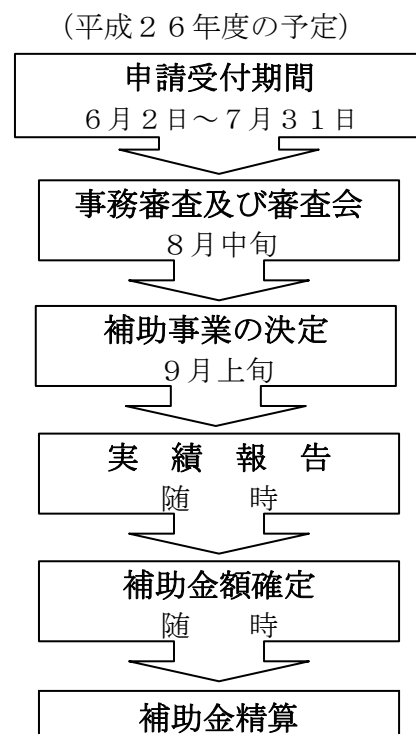 （平成２６年度の予定）
申請受付期間
６月２日～７月３１日
事務審査及び審査会
８月中旬
補助事業の決定
９月上旬
実　績　報　告
随　　時
補助金額確定
随　　時
補助金精算